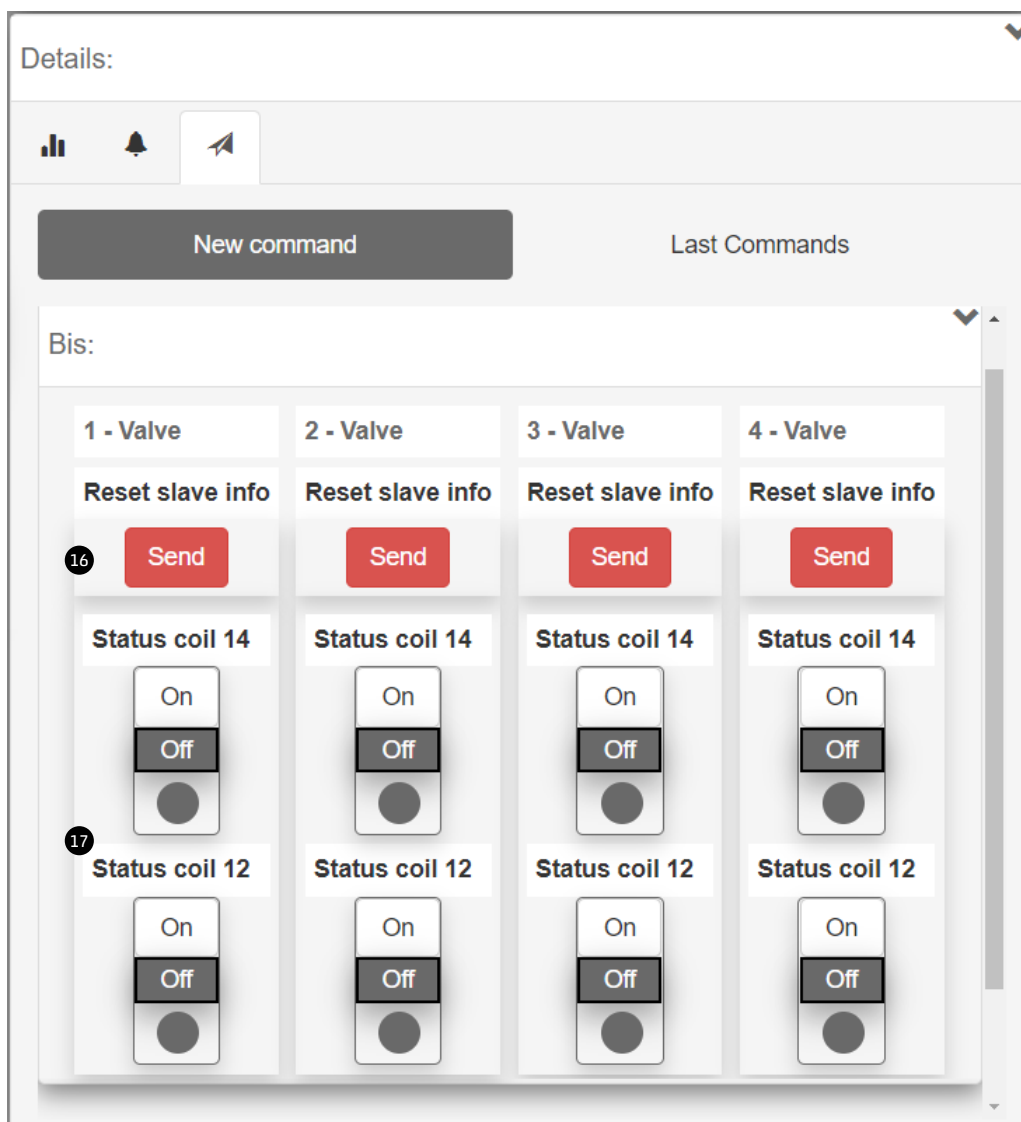 Details:
New command Last Commands
Bis:
1 - Valve 2 - Valve 3 - Valve 4 - Valve
Reset slave info Reset slave info Reset slave info Reset slave info
16 Send Send Send Send
Status coil 14 Status coil 14 Status coil 14 Status coil 14
On On On On
Off Off Off Off
17
Status coil 12 Status coil 12 Status coil 12 Status coil 12
On On On On
Off Off Off Off